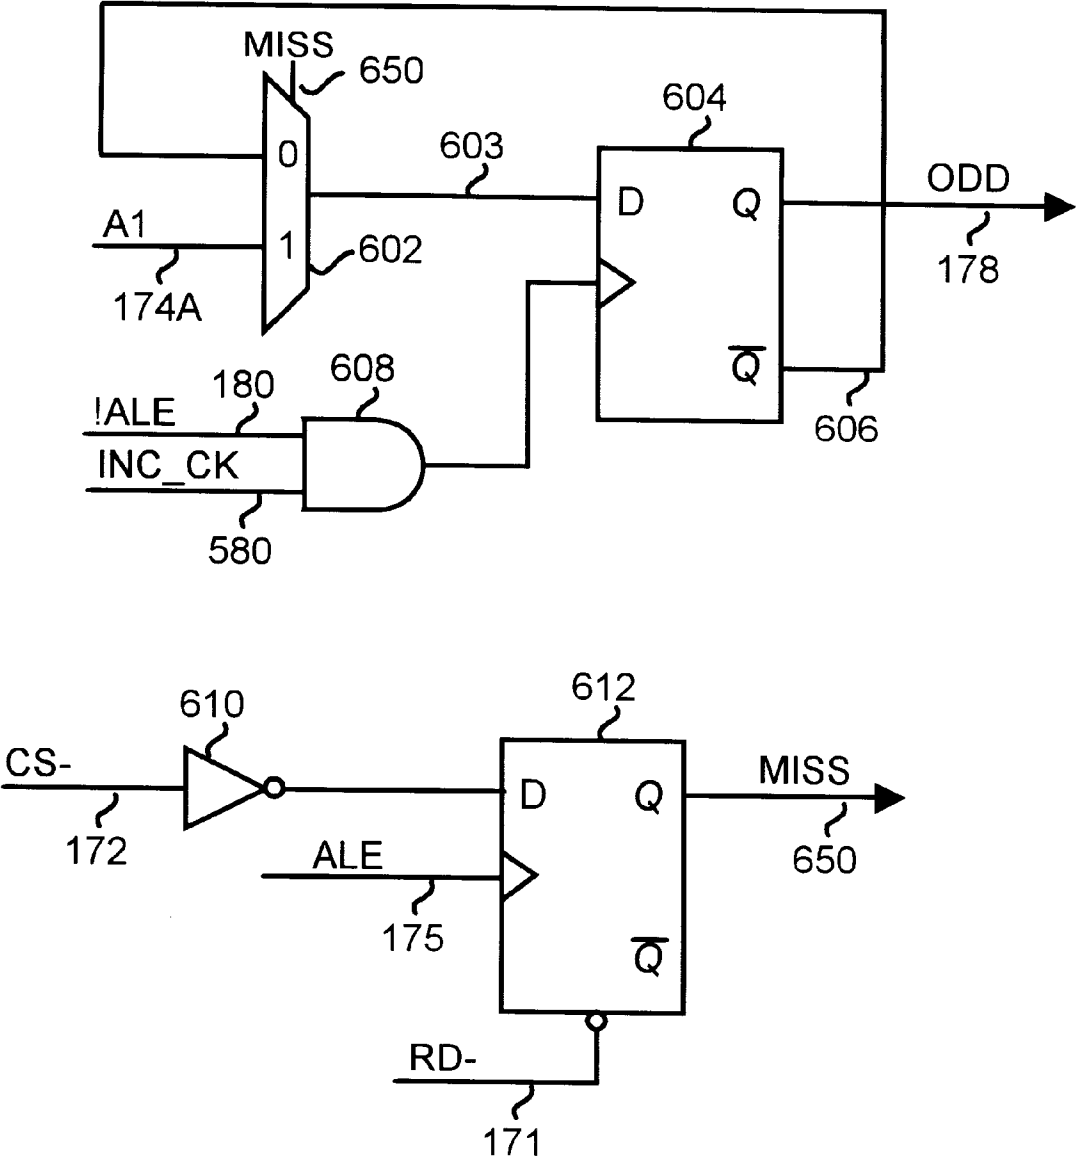 MISS
650
604
603
0
D
Q
ODD
A1
1
602
178
174A
Q
608
180
!ALE
606
INC_CK
580
612
610
CS-
D
Q
MISS
172
ALE
650
175
Q
RD-
171